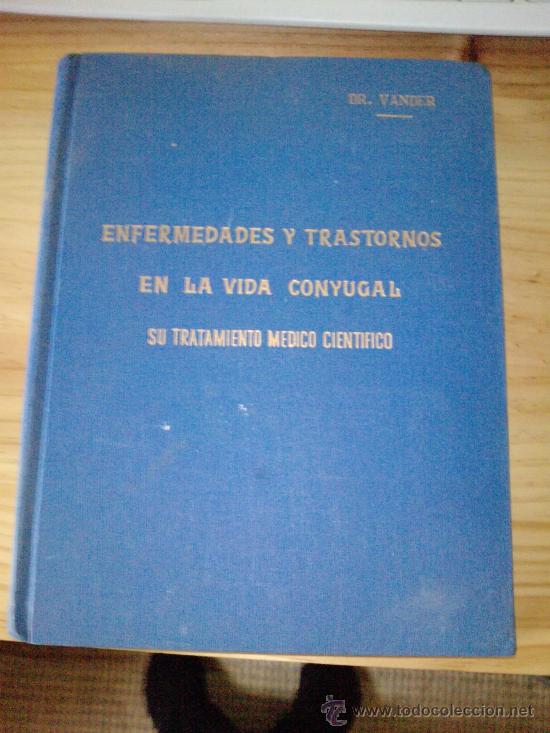 DR. VANDER
ENFERMEDADES Y TRASTORNOS
EN LA VIDA CONYUGAL
SU TRATAMIENTO MEDICO CIENTIFICO
www.todocoleccion.net